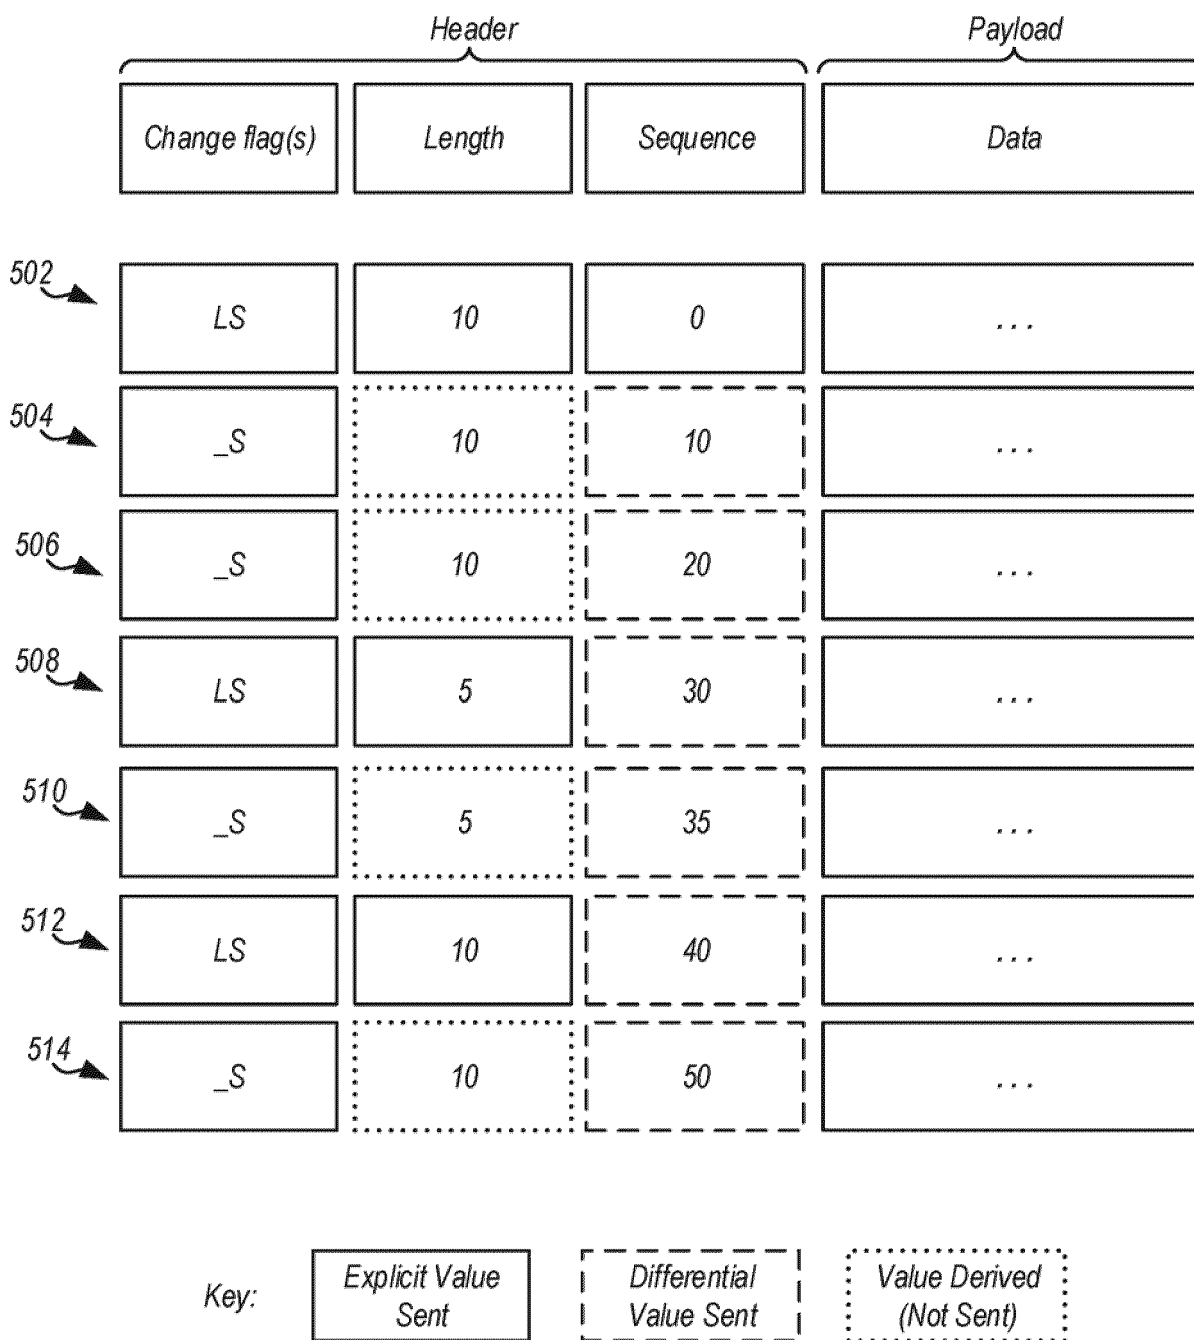 Header Payload
Change flag(s) Length Sequence Data
502 LS 10 0 ...
504 _S 10 10 ...
506 _S 10 20 ...
508 LS 5 30 ...
510 _S 5 35 ...
512 LS 10 40 ...
514 _S 10 50 ...
Key: Explicit Value Differential Value Derived
Sent Value Sent (Not Sent)